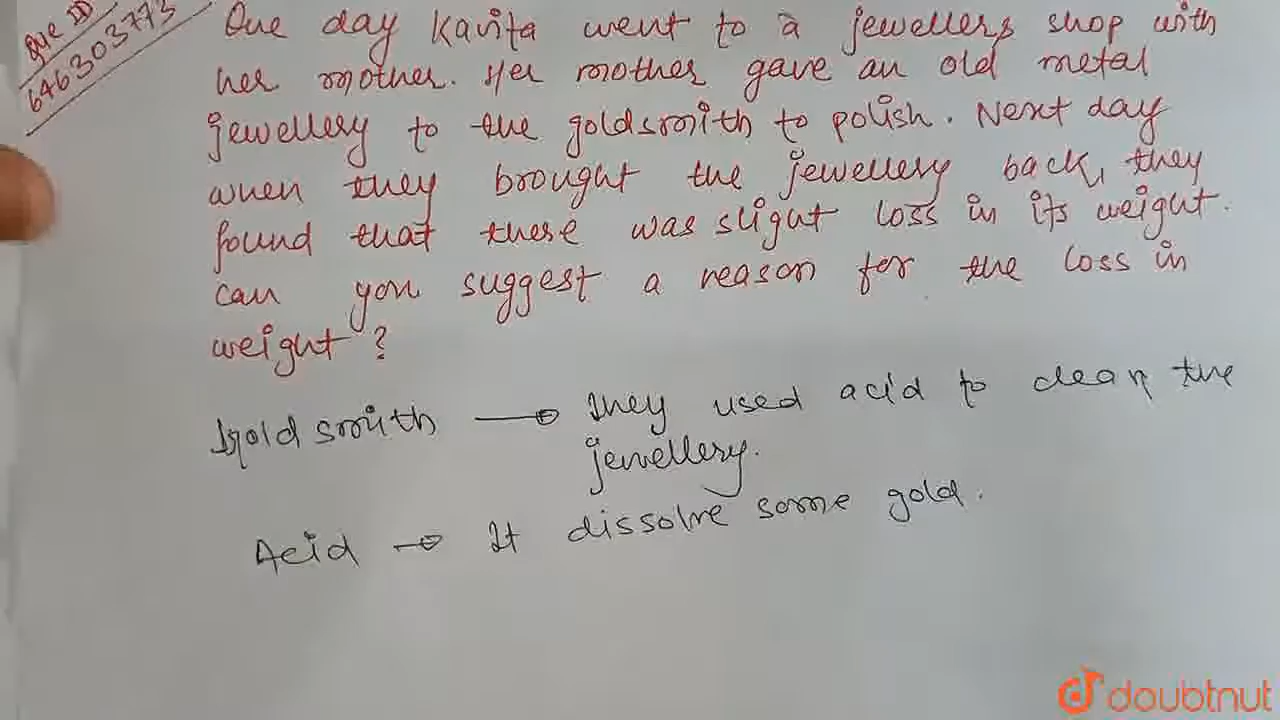 Que ID
646303773
One day Kavita went to a jewellers shop with
her mother. Her mother gave an old metal
jewellery to the goldsmith to polish. Next day
when they brought the jewellery back, they
found that there was slight loss in its weight.
can you suggest a reason for the loss in
weight?
goldsmith → They used acid to clean the
jewellery.
Acid → It dissolve some gold.
doubtnut